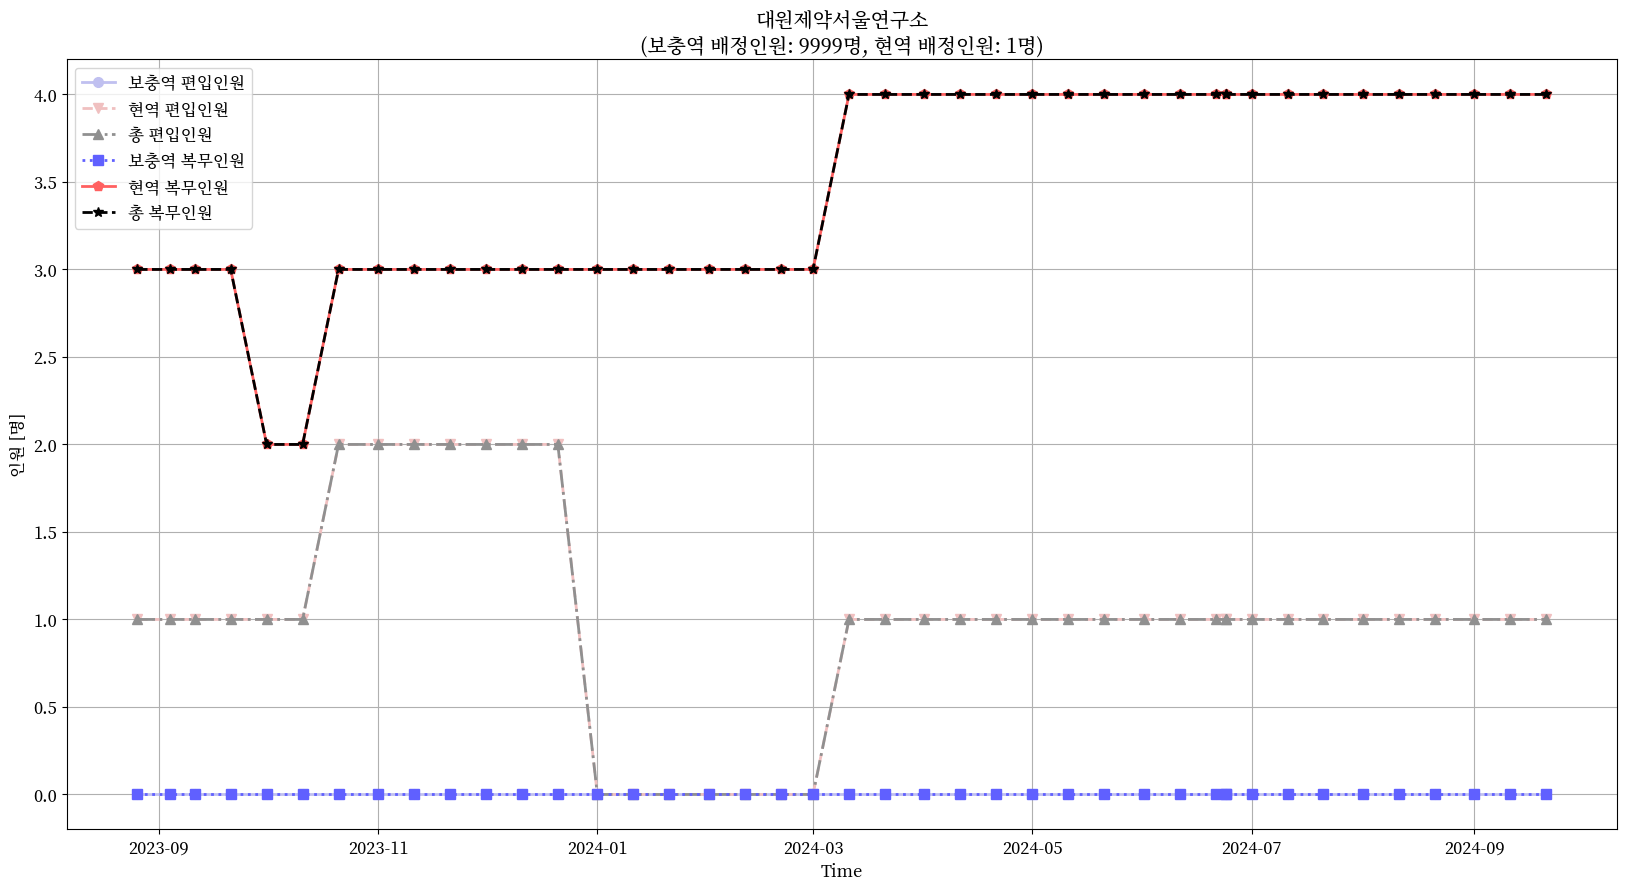 대원제약서울연구소
(보충역 배정인원: 9999명, 현역 배정인원: 1명)
보충역 편입인원
현역 편입인원
총 편입인원
보충역 복무인원
현역 복무인원
총 복무인원
인원 [명]
4.0
3.5
3.0
2.5
2.0
1.5
1.0
0.5
0.0
2023-09
2023-11
2024-01
2024-03
2024-05
2024-07
2024-09
Time